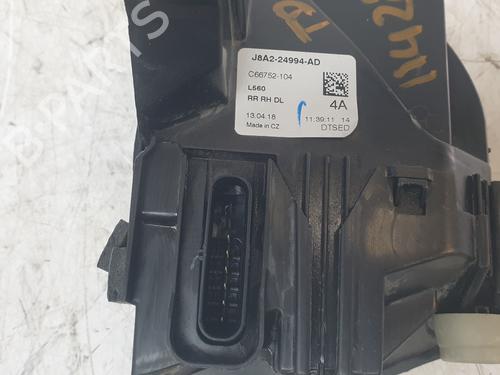 J8A2-24994-AD
C66752-104
L560
RR RH DL
4A
13.04.18
11:39:11 14
Made in CZ
DTSED